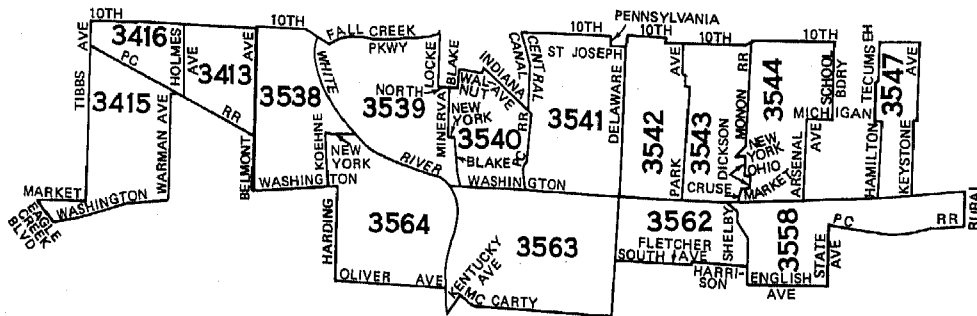 10TH
10TH
FALL CREEK
PKWY
10TH
PENNSYLVANIA
10TH
10TH
10TH
TIBBS AVE
PC
RR
3416
HOLMES AVE
3413
AVE
3415
WARMAN AVE
BELMONT
3538
WHITE
RIVER
KOEHNE
NEW
YORK
3539
NORTH
LOCKE
BLAKE
MINERVA
WALNUT
AVE
INDIANA
CANAL
CENTRAL
RR
NEW
YORK
3540
BLAKE
ST JOSEPH
3541
DELAWARE
3542
AVE
PARK
3543
DICKSON
MONON
RR
CRUSE
3544
NEW
YORK
OHIO
MARKET
MICHIGAN
SCHOOL
BDRY
ARSENAL
AVE
TECUMSEH
HAMILTON
3547
AVE
KEYSTONE
MARKET
WASHINGTON
EAGLE
CREEK
BLVD
WASHINGTON
WASHINGTON
HARDING
3564
OLIVER AVE
KENTUCKY
AVE
MC CARTY
3563
3562
FLETCHER
SOUTH AVE
SHELBY
HARRI-
SON
3558
ENGLISH
AVE
STATE
AVE
PC
RR
RURAL